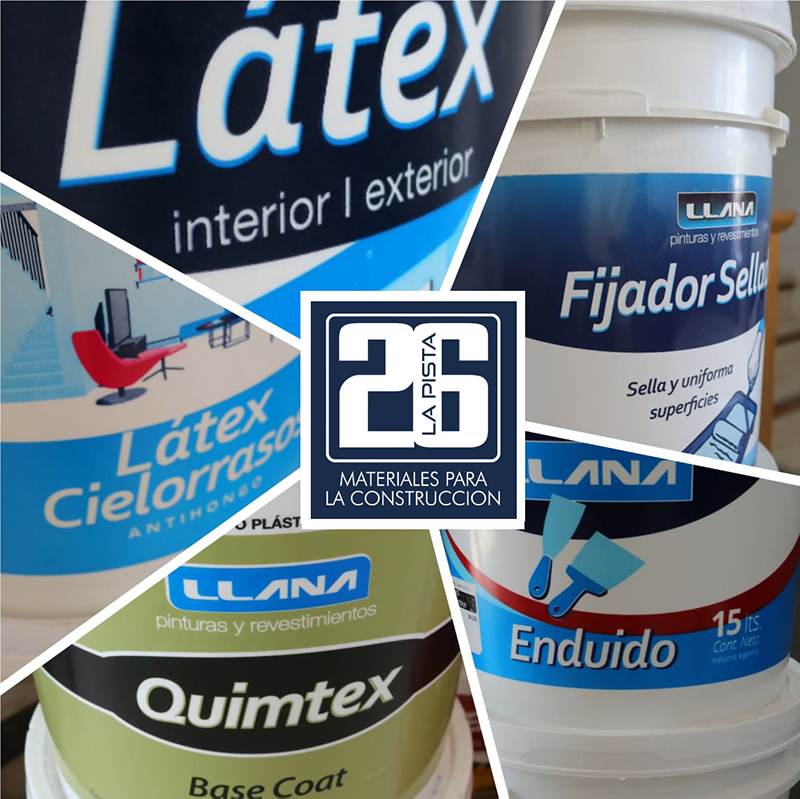 Látex
interior | exterior
LLANA
pinturas y revestimientos
Fijador Sella
Sella y uniforma
superficies
26
LA PISTA
MATERIALES PARA
LA CONSTRUCCION
Látex
Cielorrasos
ANTIHONGO
O PLÁST
LLANA
pinturas y revestimientos
Quimtex
Base Coat
LLANA
Enduido
15 lts.
Cont. Neto